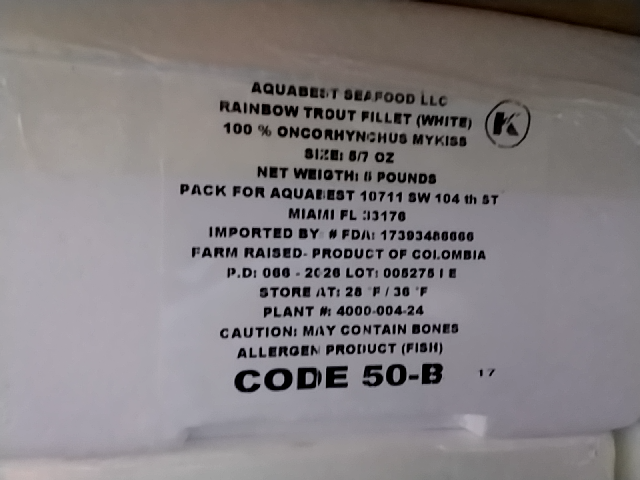 AQUABEST SEAFOOD LLC
RAINBOW TROUT FILLET (WHITE)
K
100 % ONCORHYNCHUS MYKISS
SIZE: 5/7 OZ
NET WEIGTH: POUNDS
PACK FOR AQUABEST 10711 SW 104 th ST
MIAMI FL 33176
IMPORTED BY: # FDA: 17393486666
FARM RAISED- PRODUCT OF COLOMBIA
P.D: 066 - 2026 LOT: 005275 I E
STORE AT: 28 °F / 36 °F
PLANT #: 4000-004-24
CAUTION: MAY CONTAIN BONES
ALLERGEN PRODUCT (FISH)
CODE 50-B 17